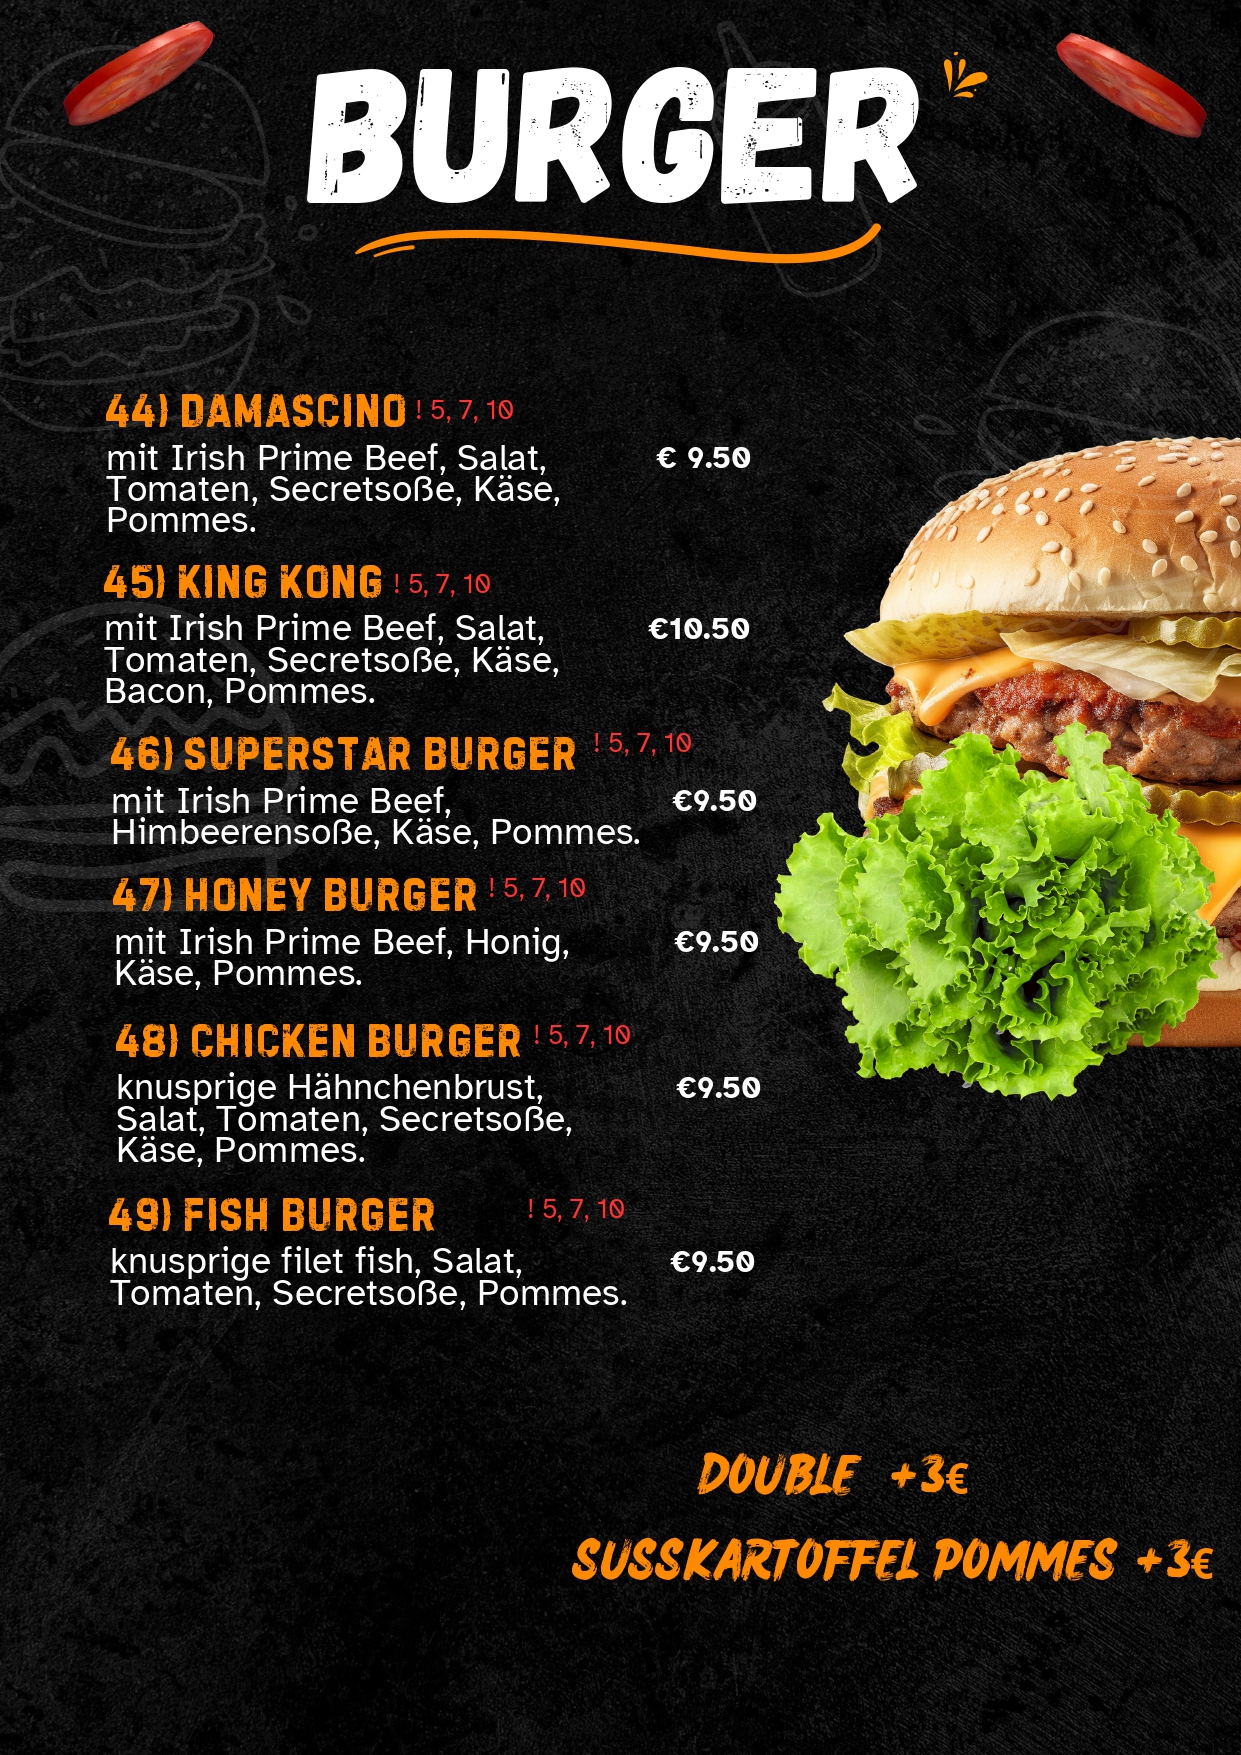 BURGER
44) DAMASCINO ! 5, 7, 10
mit Irish Prime Beef, Salat, € 9.50
Tomaten, Secretsoße, Käse,
Pommes.
45) KING KONG ! 5, 7, 10
mit Irish Prime Beef, Salat, €10.50
Tomaten, Secretsoße, Käse,
Bacon, Pommes.
46) SUPERSTAR BURGER ! 5, 7, 10
mit Irish Prime Beef, €9.50
Himbeerensoße, Käse, Pommes.
47) HONEY BURGER ! 5, 7, 10
mit Irish Prime Beef, Honig, €9.50
Käse, Pommes.
48) CHICKEN BURGER ! 5, 7, 10
knusprige Hähnchenbrust, €9.50
Salat, Tomaten, Secretsoße,
Käse, Pommes.
49) FISH BURGER ! 5, 7, 10
knusprige filet fish, Salat, €9.50
Tomaten, Secretsoße, Pommes.
DOUBLE +3€
SUSSKARTOFFEL POMMES +3€